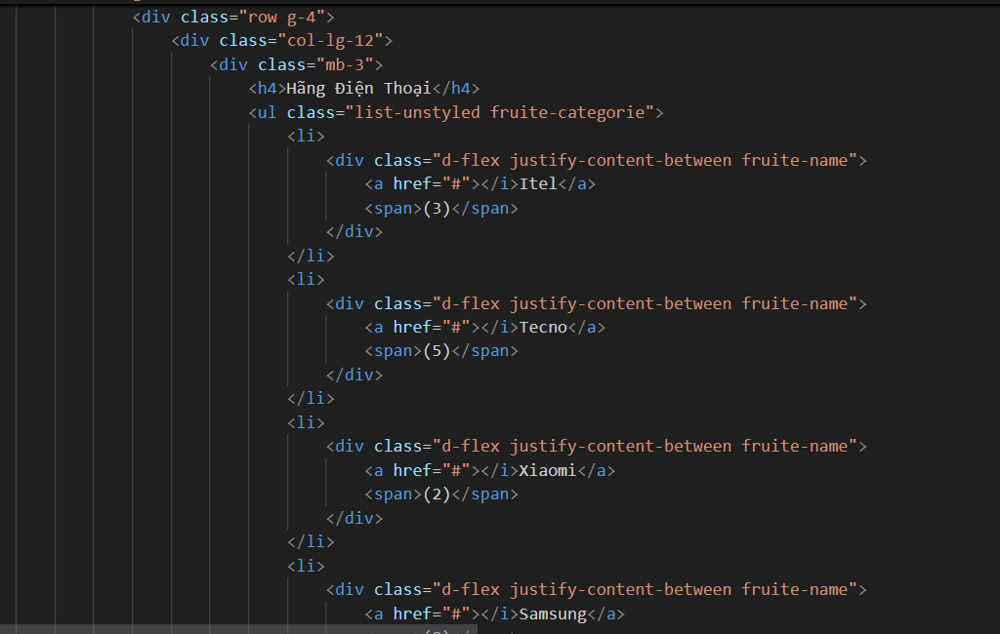 <div class="row g-4">
<div class="col-lg-12">
<div class="mb-3">
<h4>Hãng Điện Thoại</h4>
<ul class="list-unstyled fruite-categorie">
<li>
<div class="d-flex justify-content-between fruite-name">
<a href="#"></i>Itel</a>
<span>(3)</span>
</div>
</li>
<li>
<div class="d-flex justify-content-between fruite-name">
<a href="#"></i>Tecno</a>
<span>(5)</span>
</div>
</li>
<li>
<div class="d-flex justify-content-between fruite-name">
<a href="#"></i>Xiaomi</a>
<span>(2)</span>
</div>
</li>
<li>
<div class="d-flex justify-content-between fruite-name">
<a href="#"></i>Samsung</a>